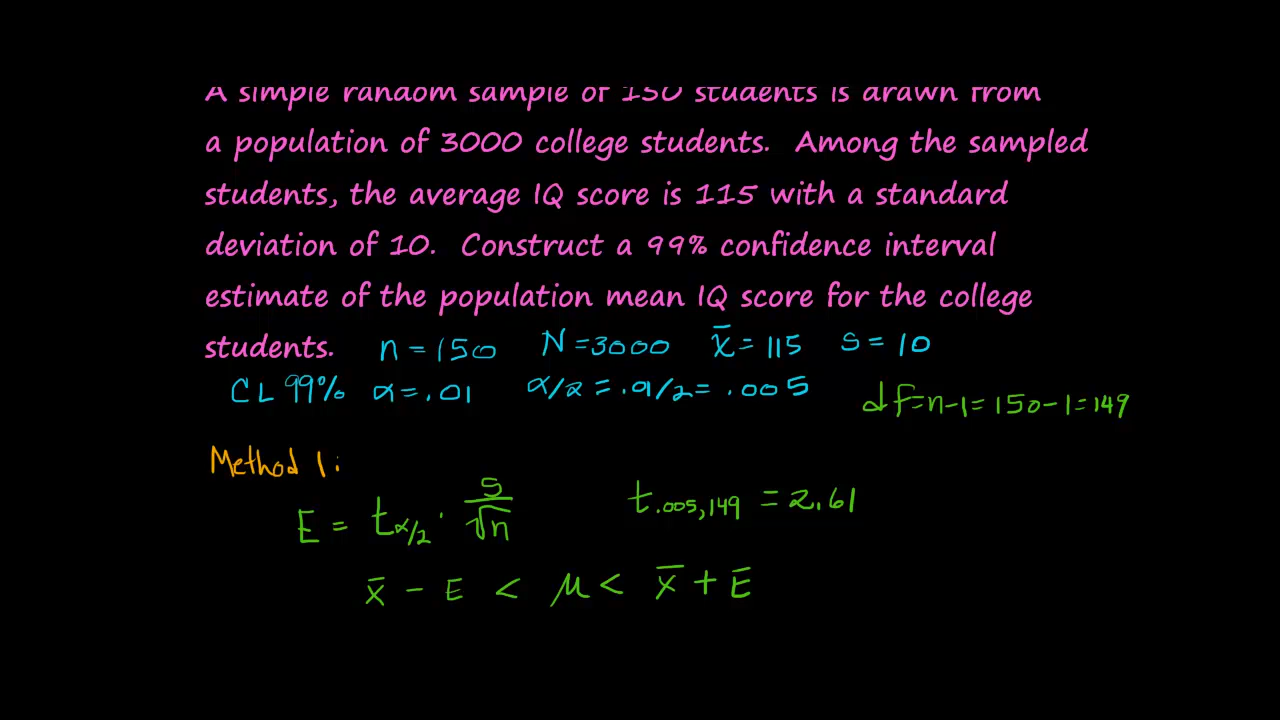 A simple random sample of 150 students is drawn from
a population of 3000 college students. Among the sampled
students, the average IQ score is 115 with a standard
deviation of 10. Construct a 99% confidence interval
estimate of the population mean IQ score for the college
students. n = 150 N = 3000 x̄ = 115 s = 10
CL 99% α = .01 α/2 = .01/2 = .005 df = n-1 = 150-1 = 149
Method 1:
E = t α/2 · s/√n t .005,149 = 2.61
x̄ - E < μ < x̄ + E